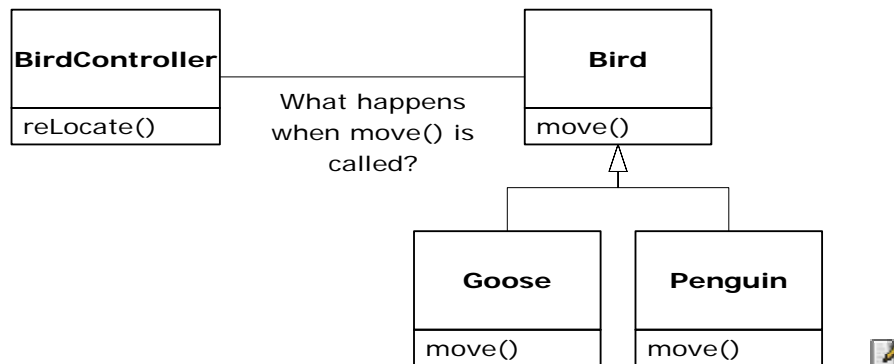 BirdController
reLocate()
What happens
when move() is
called?
Bird
move()
Goose
move()
Penguin
move()